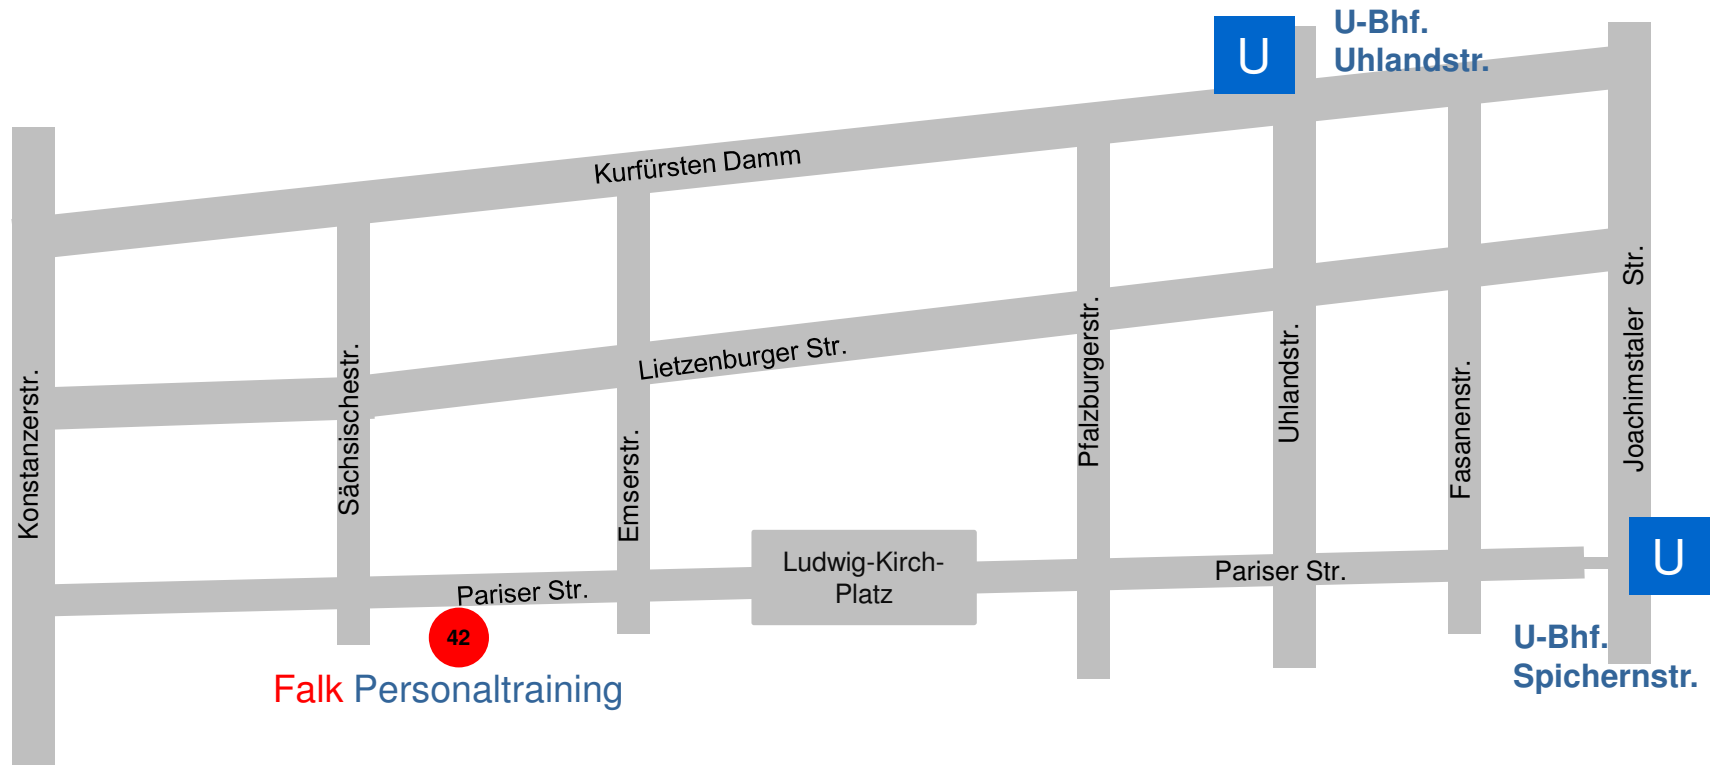 U-Bhf.
Uhlandstr.
U
Kurfürsten Damm
Lietzenburger Str.
Konstanzerstr.
Sächsischestr.
Emserstr.
Pfalzburgerstr.
Uhlandstr.
Fasanenstr.
Joachimstaler Str.
Ludwig-Kirch-
Platz
Pariser Str.
Pariser Str.
U
U-Bhf.
Spichernstr.
42
Falk Personaltraining